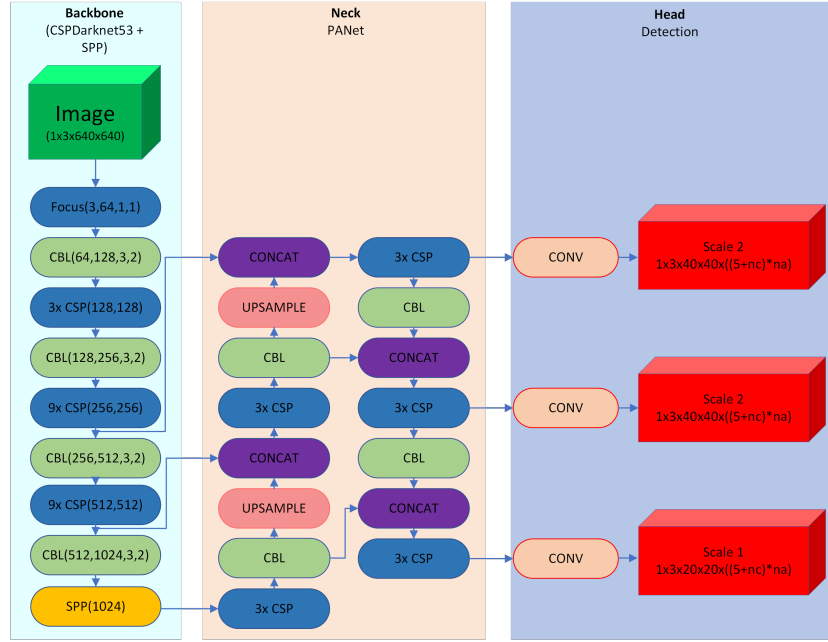 Backbone
(CSPDarknet53 +
SPP)
Image
(1x3x640x640)
Focus(3,64,1,1)
CBL(64,128,3,2)
3x CSP(128,128)
CBL(128,256,3,2)
9x CSP(256,256)
CBL(256,512,3,2)
9x CSP(512,512)
CBL(512,1024,3,2)
SPP(1024)
Neck
PANet
CONCAT
UPSAMPLE
CBL
3x CSP
CONCAT
UPSAMPLE
CBL
3x CSP
3x CSP
CBL
CONCAT
3x CSP
CBL
CONCAT
3x CSP
Head
Detection
CONV
Scale 2
1x3x40x40x((5+nc)*na)
CONV
Scale 2
1x3x40x40x((5+nc)*na)
CONV
Scale 1
1x3x20x20x((5+nc)*na)